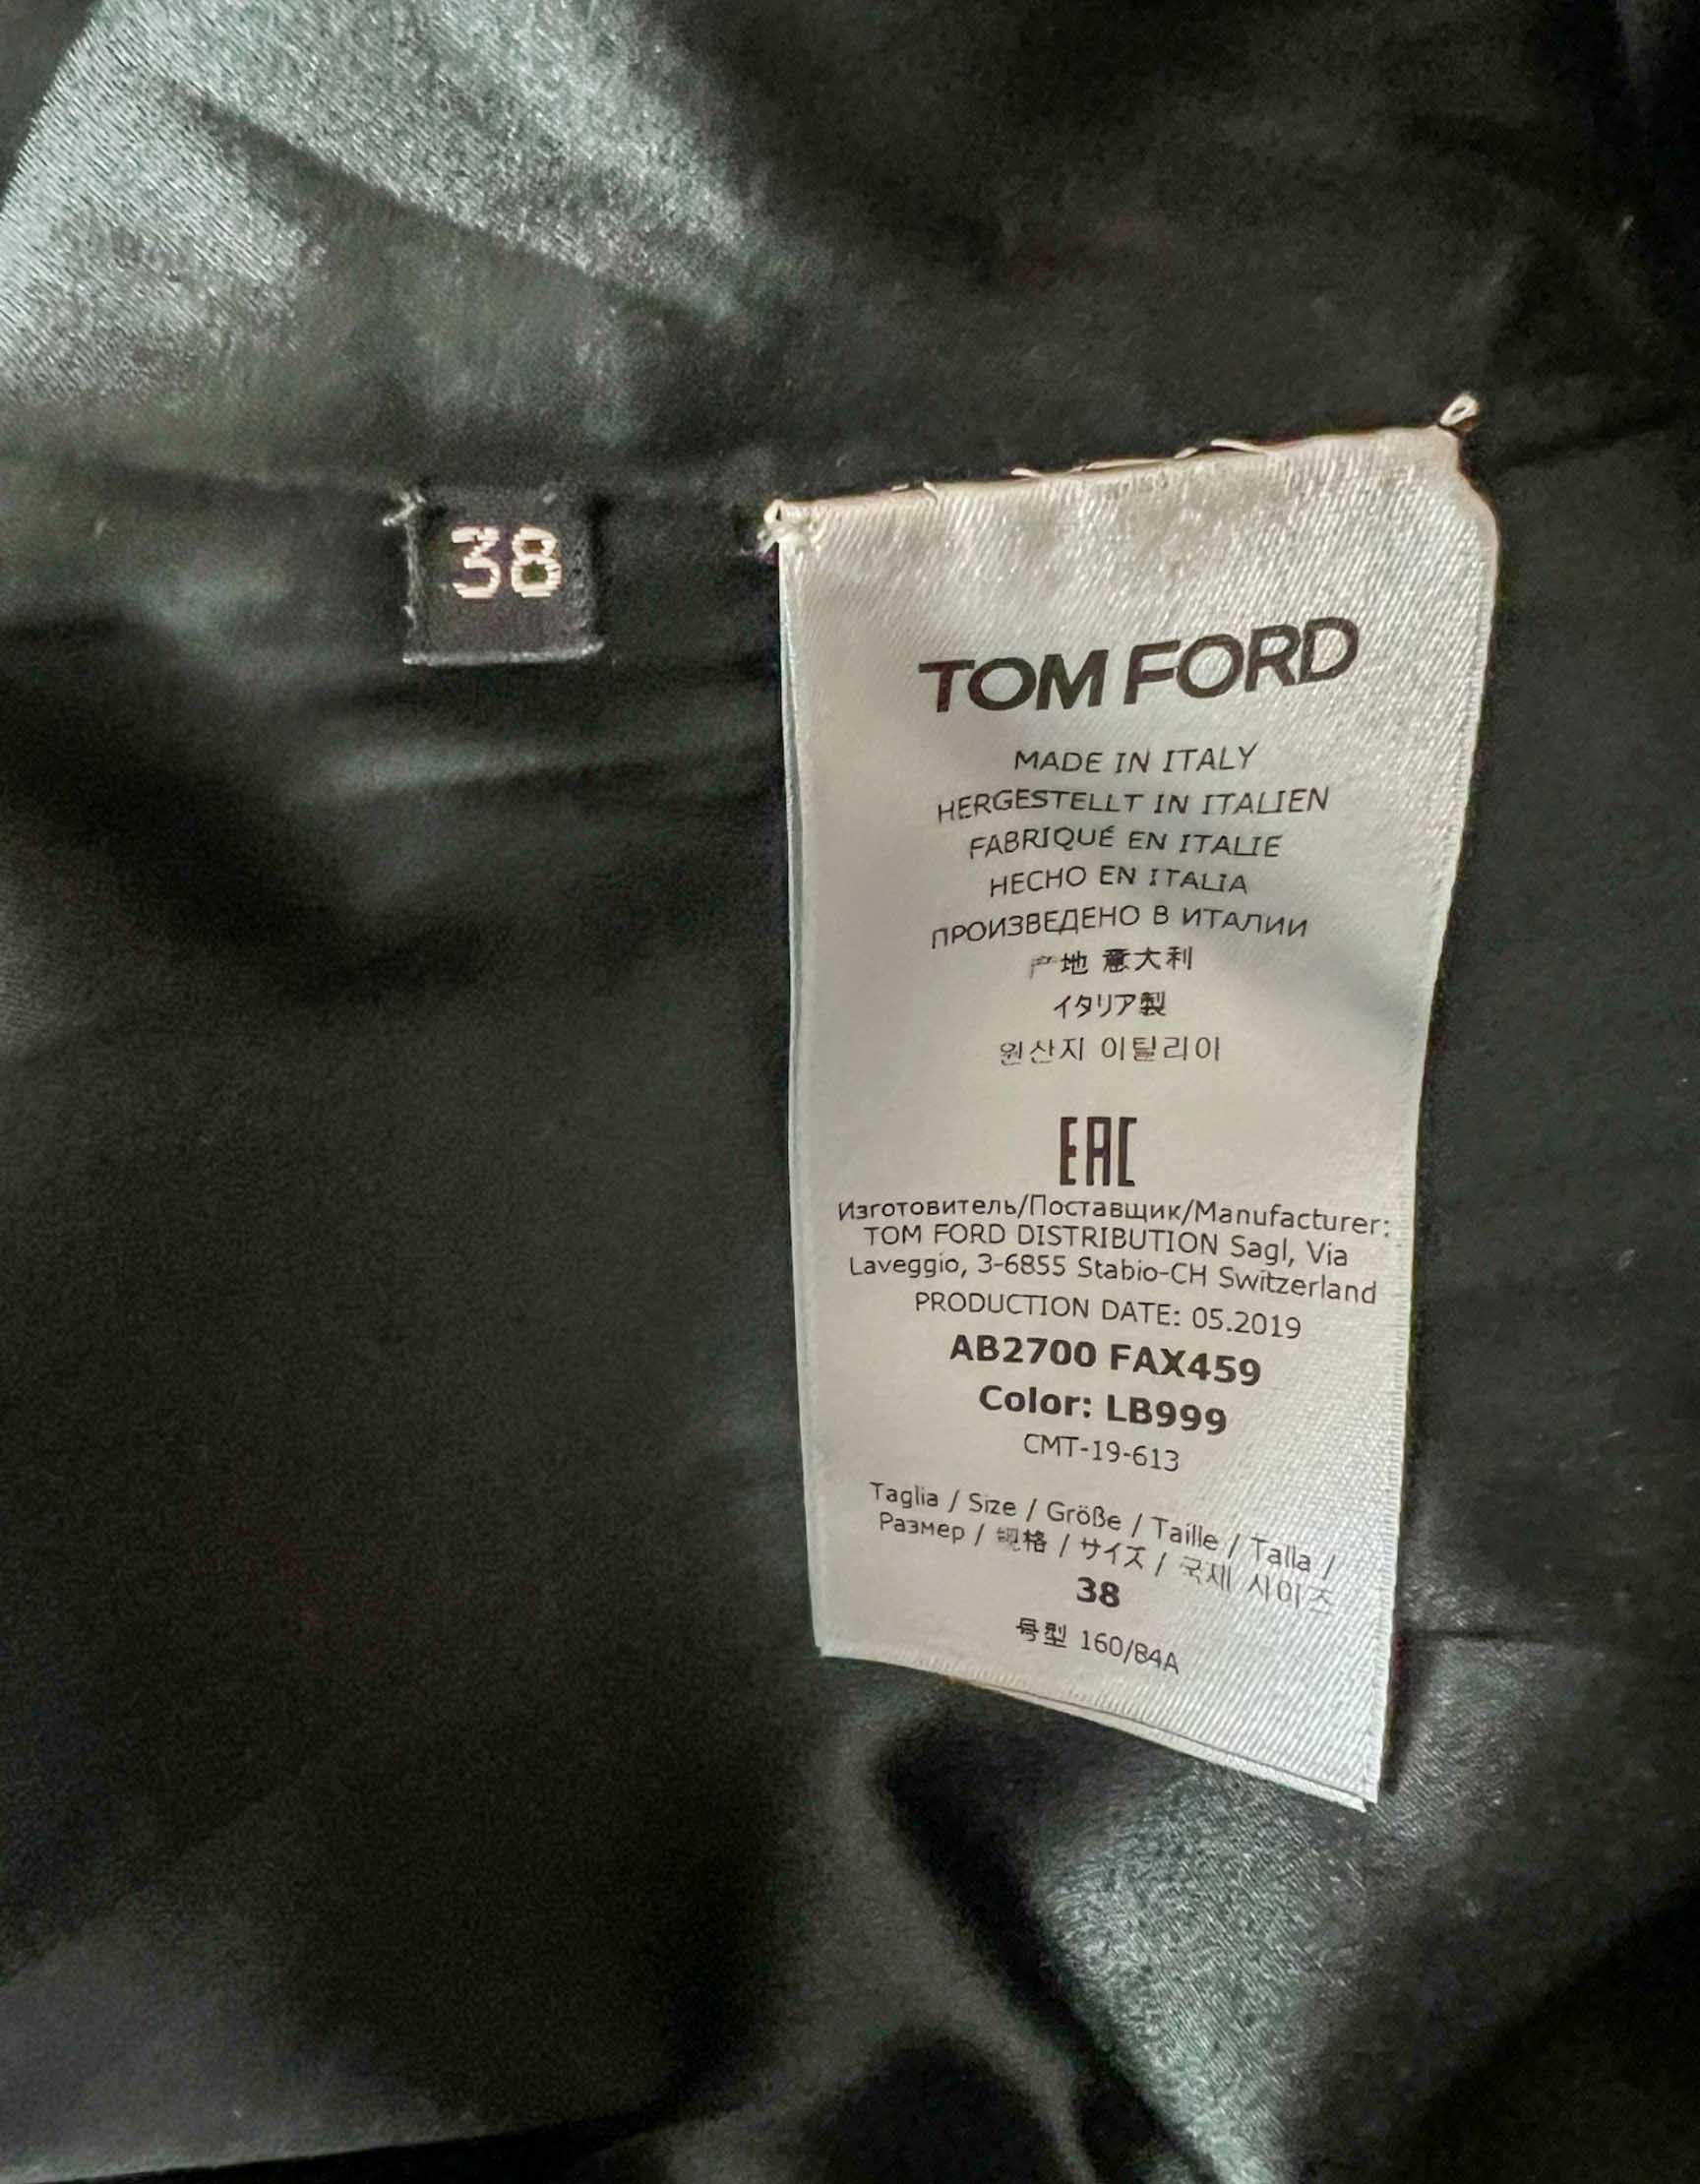 38
TOM FORD
MADE IN ITALY
HERGESTELLT IN ITALIEN
FABRIQUÉ EN ITALIE
HECHO EN ITALIA
ПРОИЗВЕДЕНО В ИТАЛИИ
产地 意大利
イタリア製
원산지 이틸리아
EAC
Изготовитель/Поставщик/Manufacturer:
TOM FORD DISTRIBUTION Sagl, Via
Laveggio, 3-6855 Stabio-CH Switzerland
PRODUCTION DATE: 05.2019
AB2700 FAX459
Color: LB999
CMT-19-613
Taglia / Size / Größe / Taille / Talla /
Размер / 规格 / サイズ / 국제 사이즈
38
号型 160/84A